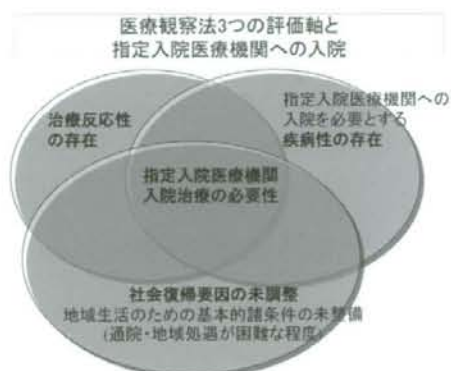 医療観察法3つの評価軸と
指定入院医療機関への入院
治療反応性
の存在
指定入院医療機関への
入院を必要とする
疾病性の存在
指定入院医療機関
入院治療の必要性
社会復帰要因の未調整
地域生活のための基本的諸条件の未整備
(通院・地域処遇が困難な程度)